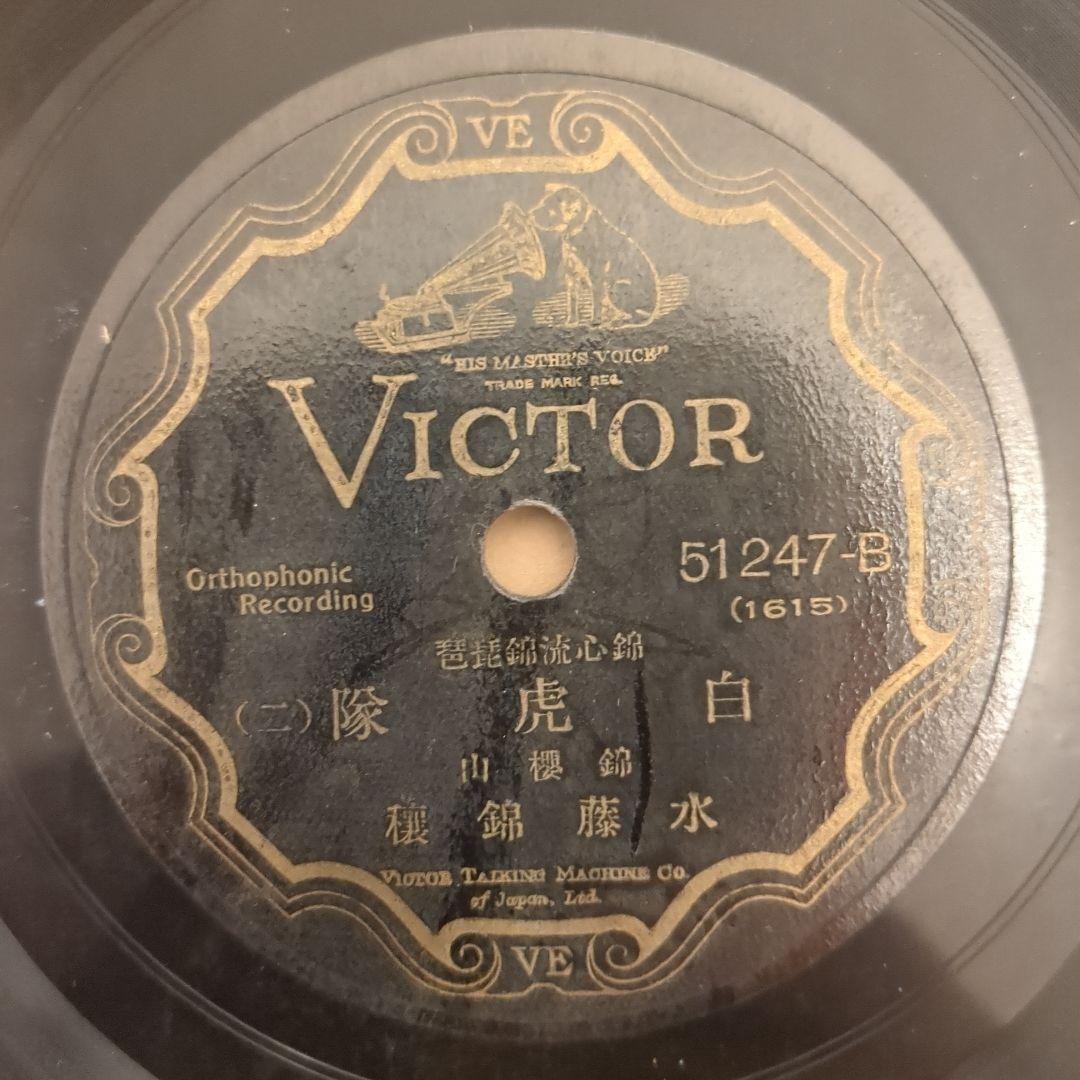 VE
"HIS MASTER'S VOICE"
TRADE MARK REG.
VICTOR
Orthophonic
Recording
51247-B
(1615)
錦心流錦琵琶
白虎隊(二)
錦櫻山
水藤錦穰
VICTOR TALKING MACHINE CO.
of Japan, Ltd.
VE